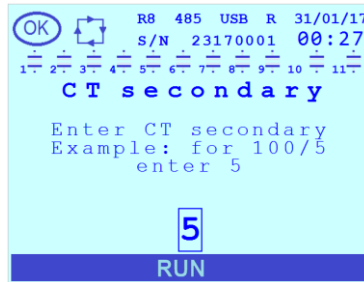 OK R8 485 USB R 31/01/17
S/N 23170001 00:27
1 2 3 4 5 6 7 8 9 10 11
CT secondary
Enter CT secondary
Example: for 100/5
enter 5
5
RUN